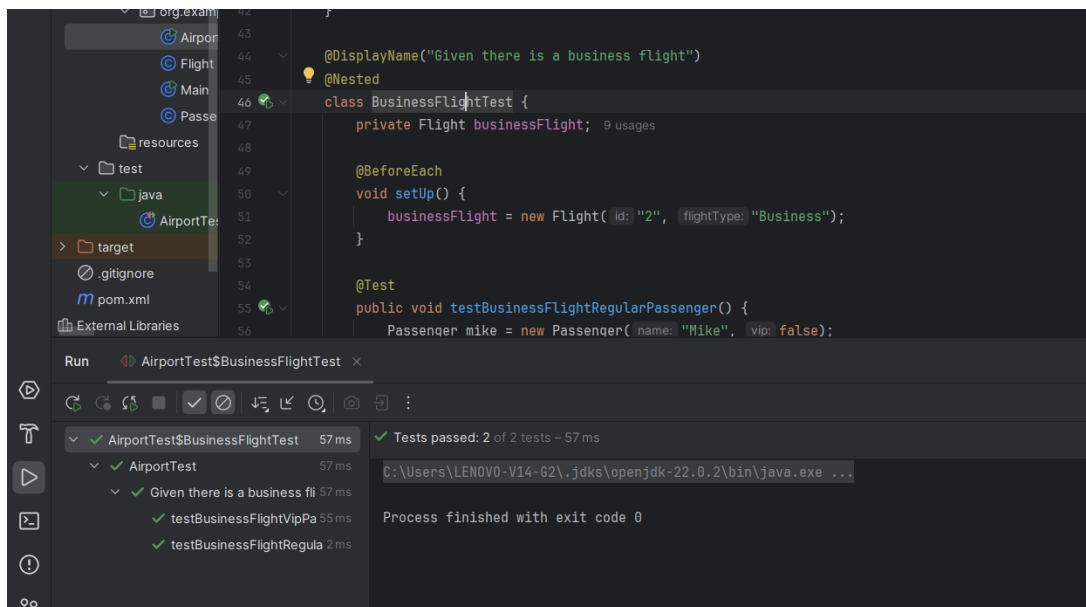 org.exam
Airpor
Flight
Main
Passe
resources
test
java
AirportTe
target
.gitignore
pom.xml
External Libraries
42 }
43
44 @DisplayName("Given there is a business flight")
45 @Nested
46 class BusinessFlightTest {
47 private Flight businessFlight; 9 usages
48
49 @BeforeEach
50 void setUp() {
51 businessFlight = new Flight( id: "2", flightType: "Business");
52 }
53
54 @Test
55 public void testBusinessFlightRegularPassenger() {
56 Passenger mike = new Passenger( name: "Mike", vip: false);
Run AirportTest$BusinessFlightTest
AirportTest$BusinessFlightTest 57 ms
AirportTest 57 ms
Given there is a business fli 57 ms
testBusinessFlightVipPa 55 ms
testBusinessFlightRegula 2 ms
Tests passed: 2 of 2 tests – 57 ms
C:\Users\LENOVO-V14-G2\.jdks\openjdk-22.0.2\bin\java.exe ...
Process finished with exit code 0